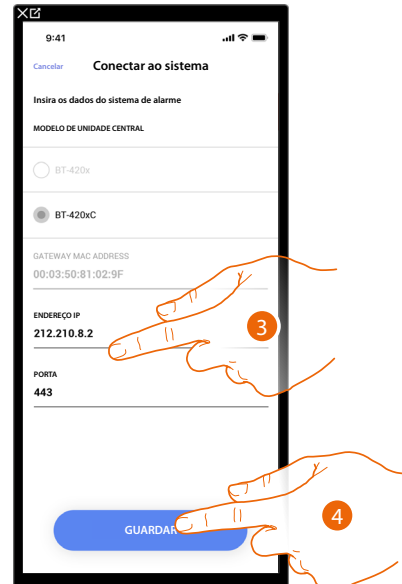 9:41
Cancelar Conectar ao sistema
Insira os dados do sistema de alarme
MODELO DE UNIDADE CENTRAL
BT-420x
BT-420xC
GATEWAY MAC ADDRESS
00:03:50:81:02:9F
ENDEREÇO IP
212.210.8.2
3
PORTA
443
GUARDAR
4